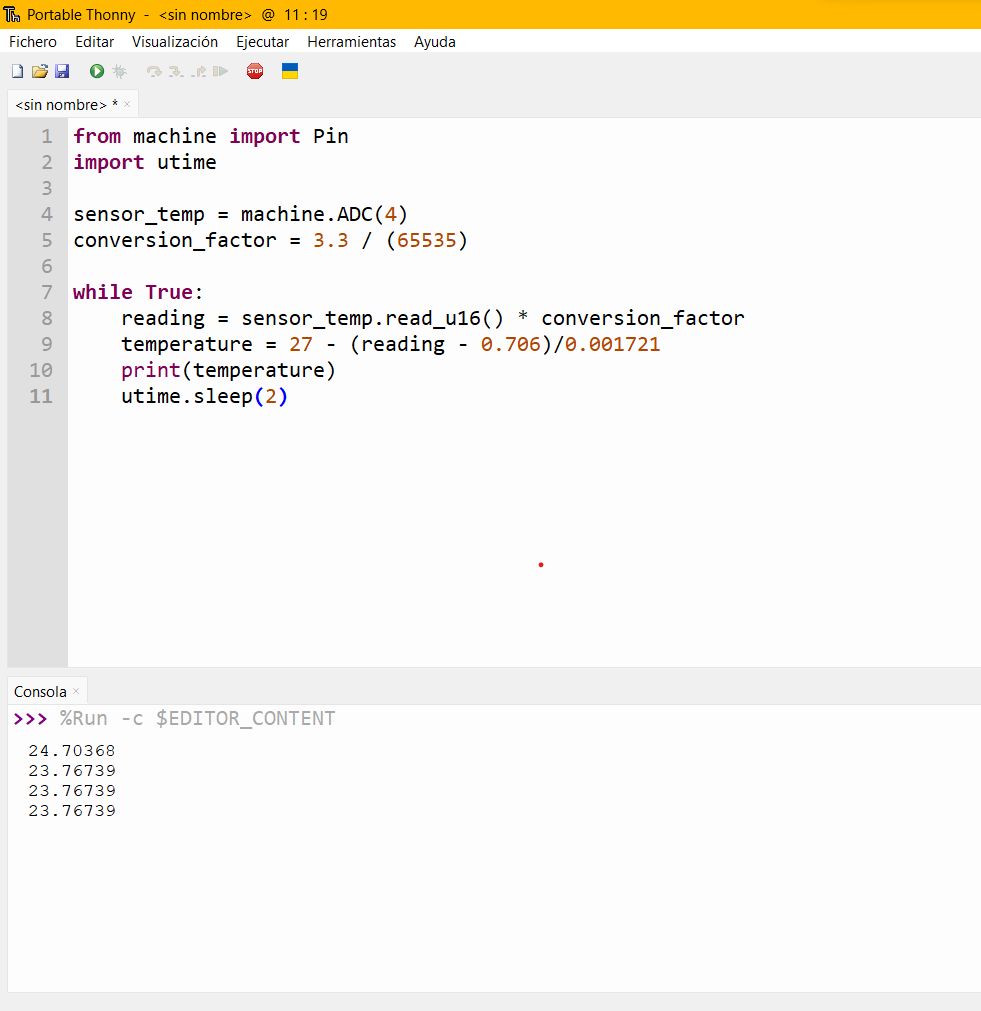 Portable Thonny - <sin nombre> @ 11 : 19
Fichero Editar Visualización Ejecutar Herramientas Ayuda
STOP
<sin nombre> * ×
1 from machine import Pin
2 import utime
3
4 sensor_temp = machine.ADC(4)
5 conversion_factor = 3.3 / (65535)
6
7 while True:
8     reading = sensor_temp.read_u16() * conversion_factor
9     temperature = 27 - (reading - 0.706)/0.001721
10     print(temperature)
11     utime.sleep(2)
Consola ×
>>> %Run -c $EDITOR_CONTENT
24.70368
23.76739
23.76739
23.76739